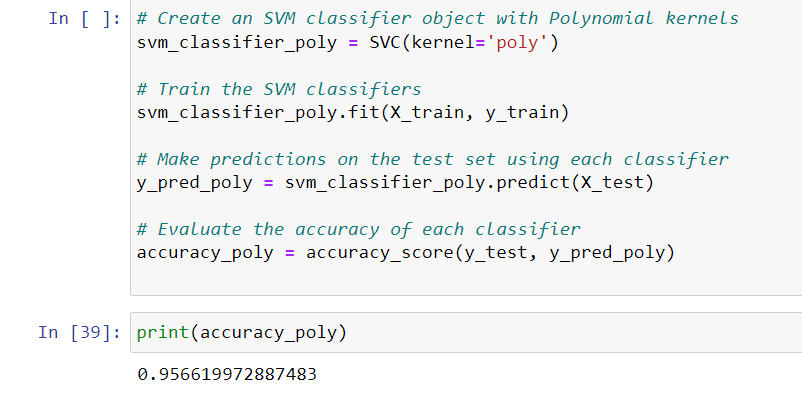 In [ ]: # Create an SVM classifier object with Polynomial kernels
svm_classifier_poly = SVC(kernel='poly')
# Train the SVM classifiers
svm_classifier_poly.fit(X_train, y_train)
# Make predictions on the test set using each classifier
y_pred_poly = svm_classifier_poly.predict(X_test)
# Evaluate the accuracy of each classifier
accuracy_poly = accuracy_score(y_test, y_pred_poly)
In [39]: print(accuracy_poly)
0.956619972887483